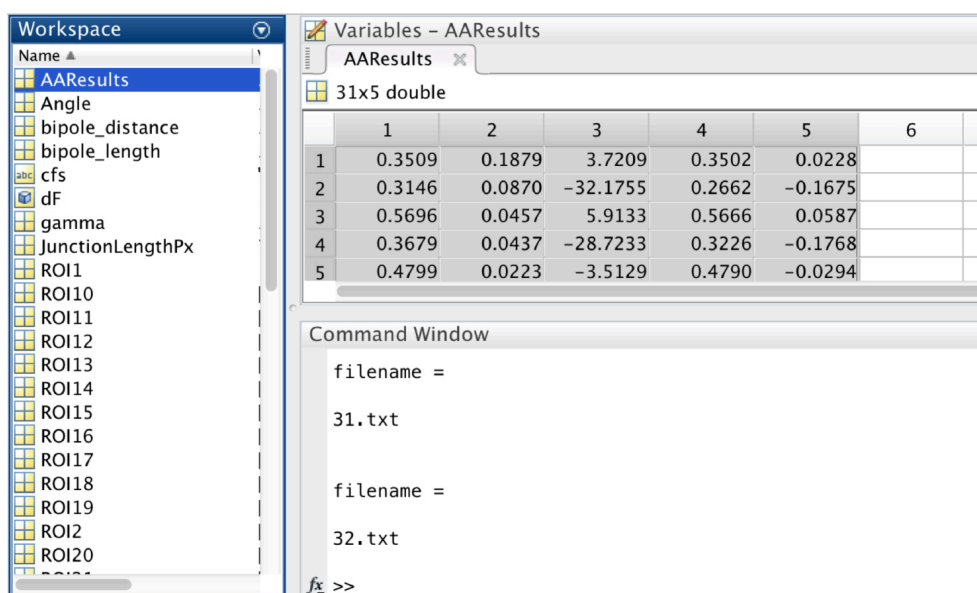 Workspace
Name
AAResults
Angle
bipole_distance
bipole_length
abc cfs
dF
gamma
JunctionLengthPx
ROI1
ROI10
ROI11
ROI12
ROI13
ROI14
ROI15
ROI16
ROI17
ROI18
ROI19
ROI2
ROI20
Variables - AAResults
AAResults
31x5 double
1 2 3 4 5 6
1 0.3509 0.1879 3.7209 0.3502 0.0228
2 0.3146 0.0870 -32.1755 0.2662 -0.1675
3 0.5696 0.0457 5.9133 0.5666 0.0587
4 0.3679 0.0437 -28.7233 0.3226 -0.1768
5 0.4799 0.0223 -3.5129 0.4790 -0.0294
Command Window
filename =
31.txt
filename =
32.txt
fx >>